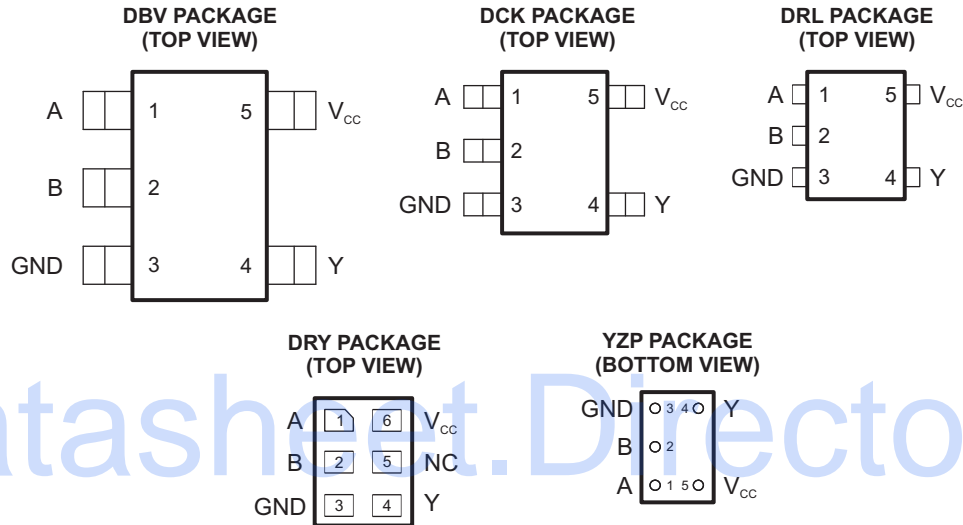 DBV PACKAGE
(TOP VIEW)
A 1 5 Vcc
B 2
GND 3 4 Y
DCK PACKAGE
(TOP VIEW)
A 1 5 Vcc
B 2
GND 3 4 Y
DRL PACKAGE
(TOP VIEW)
A 1 5 Vcc
B 2
GND 3 4 Y
DRY PACKAGE
(TOP VIEW)
A 1 6 Vcc
B 2 5 NC
GND 3 4 Y
YZP PACKAGE
(BOTTOM VIEW)
GND 3 4 Y
B 2
A 1 5 Vcc
atasheet.Directo